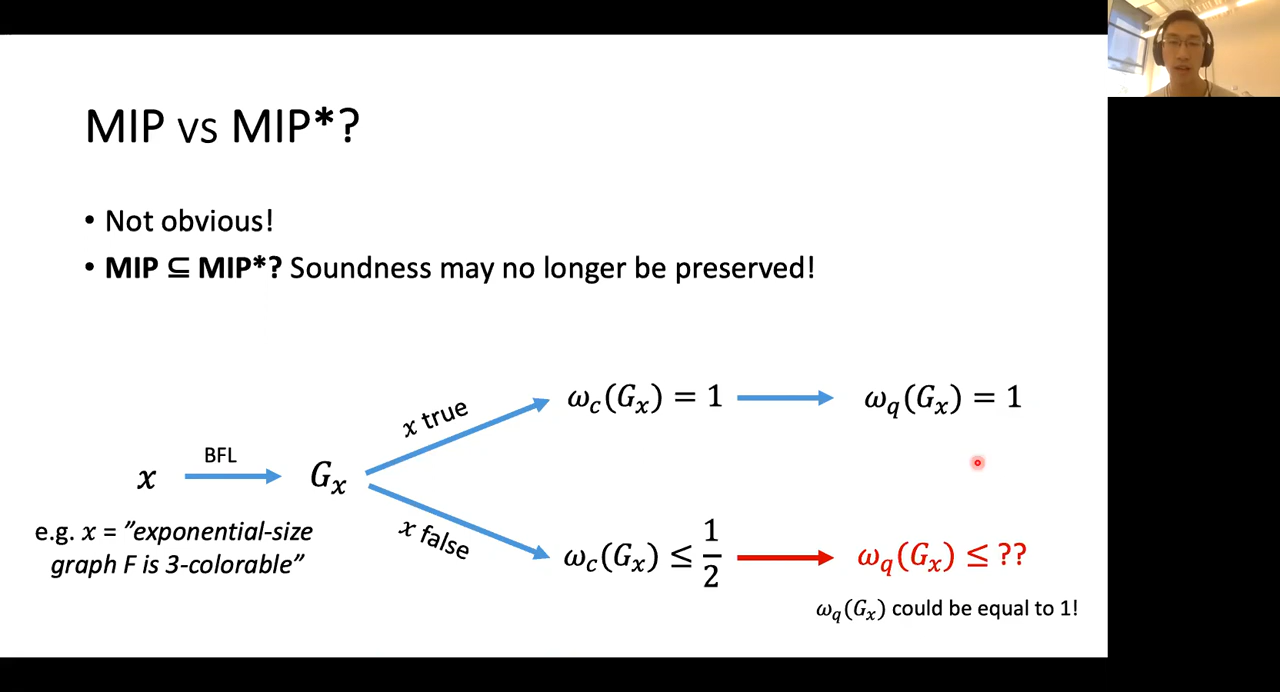 MIP vs MIP*?
• Not obvious!
• MIP ⊆ MIP*? Soundness may no longer be preserved!
x true
ω_c(G_x) = 1
ω_q(G_x) = 1
BFL
x
G_x
e.g. x = ”exponential-size
graph F is 3-colorable”
x false
ω_c(G_x) ≤ 1/2
ω_q(G_x) ≤ ??
ω_q(G_x) could be equal to 1!